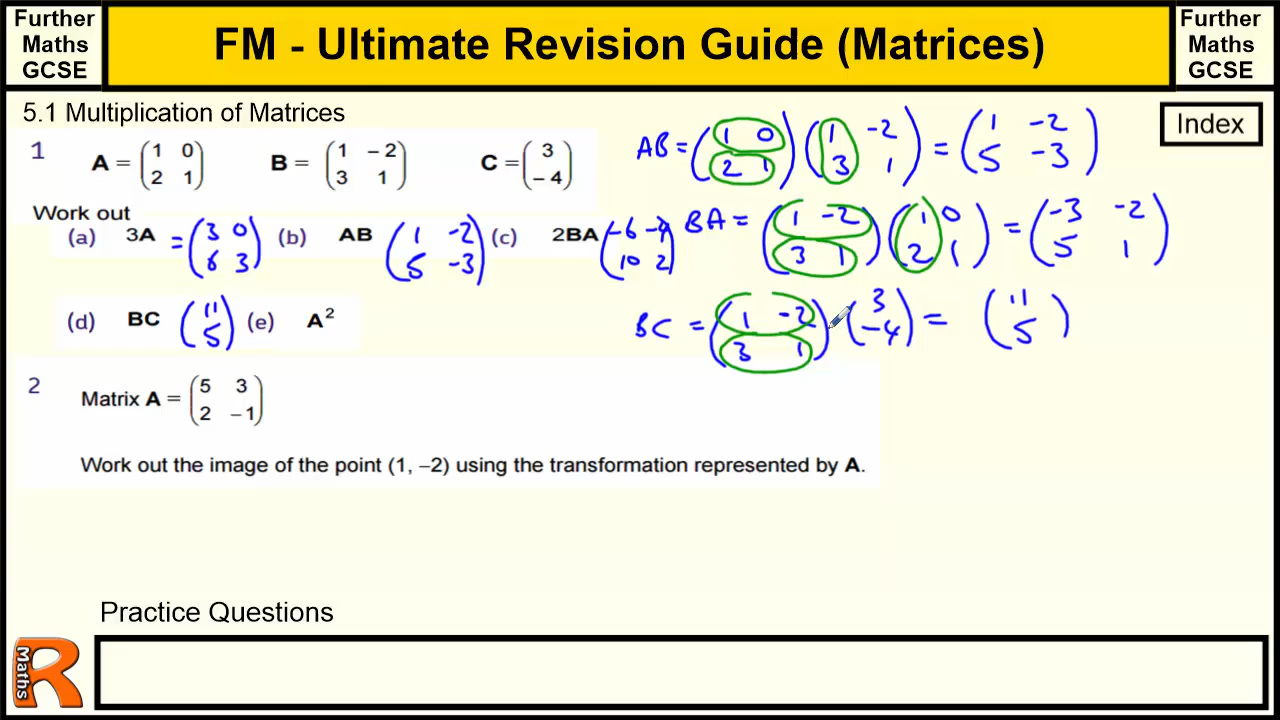 Further
Maths
GCSE
FM - Ultimate Revision Guide (Matrices)
Further
Maths
GCSE
5.1 Multiplication of Matrices
Index
1
A = (1 0
2 1)
B = (1 −2
3 1)
C = (3
−4)
Work out
(a) 3A = (3 0
6 3)
(b) AB (1 -2
5 -3)
(c) 2BA (-6 -4
10 2)
(d) BC (11
5)
(e) A²
AB = (1 0
2 1) (1 -2
3 1) = (1 -2
5 -3)
BA = (1 -2
3 1) (1 0
2 1) = (-3 -2
5 1)
BC = (1 -2
3 1) (3
-4) = (11
5)
2
Matrix A = (5 3
2 −1)
Work out the image of the point (1, −2) using the transformation represented by A.
Practice Questions
R
Maths